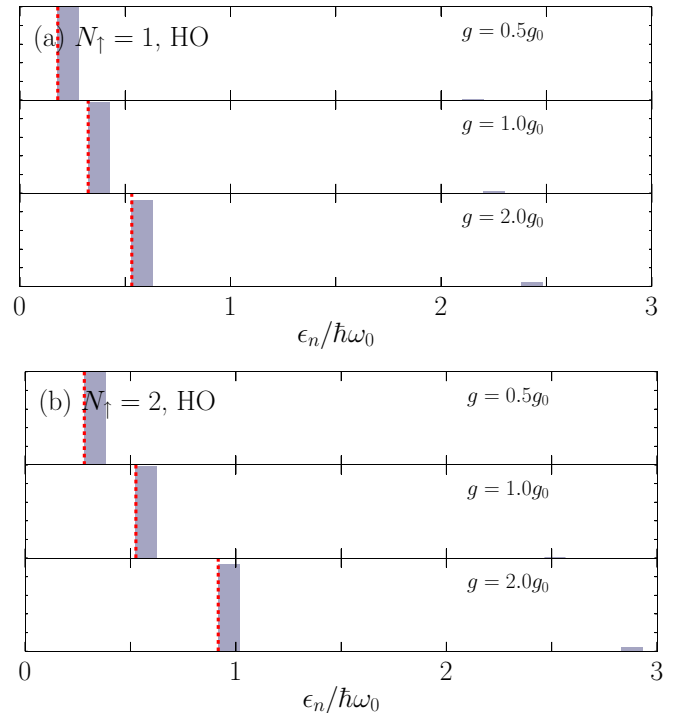 (a) N↑ = 1, HO
g = 0.5g₀
g = 1.0g₀
g = 2.0g₀
0 1 2 3
ϵₙ/ħω₀
(b) N↑ = 2, HO
g = 0.5g₀
g = 1.0g₀
g = 2.0g₀
0 1 2 3
ϵₙ/ħω₀